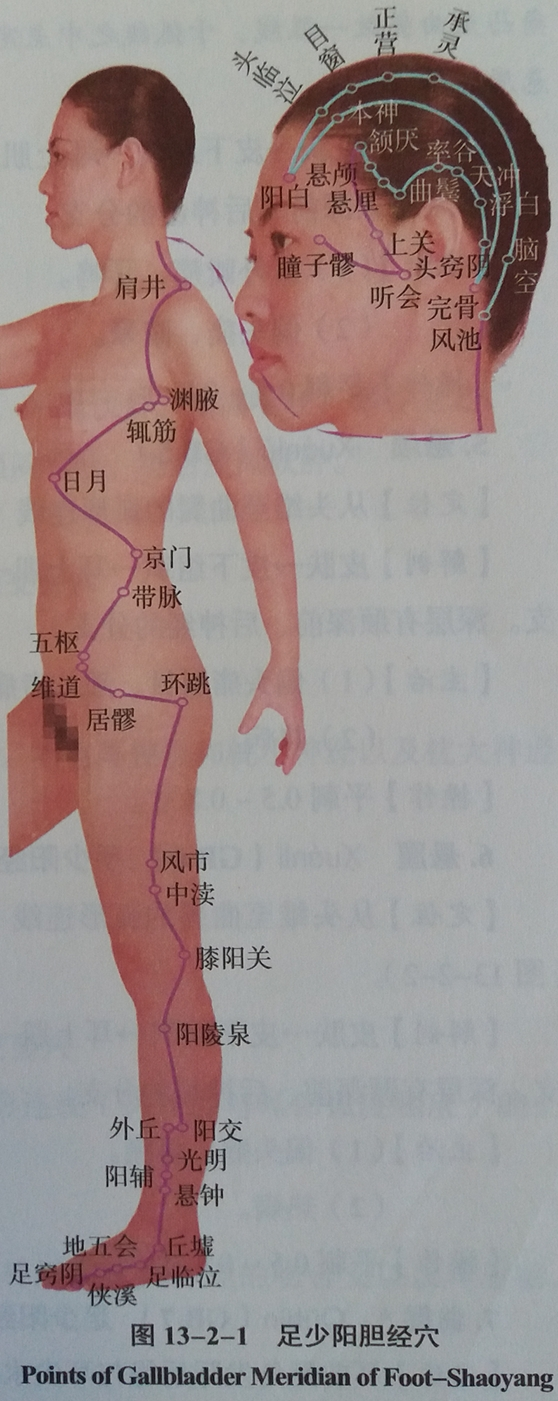 头临泣
目窗
正营
承灵
本神
颔厌
率谷
天冲
浮白
悬颅
曲鬓
阳白
悬厘
脑空
上关
瞳子髎
头窍阴
听会
完骨
风池
肩井
渊腋
辄筋
日月
京门
带脉
五枢
维道
居髎
环跳
风市
中渎
膝阳关
阳陵泉
外丘
阳交
光明
阳辅
悬钟
地五会
丘墟
足窍阴
侠溪
足临泣
图 13-2-1 足少阳胆经穴
Points of Gallbladder Meridian of Foot-Shaoyang